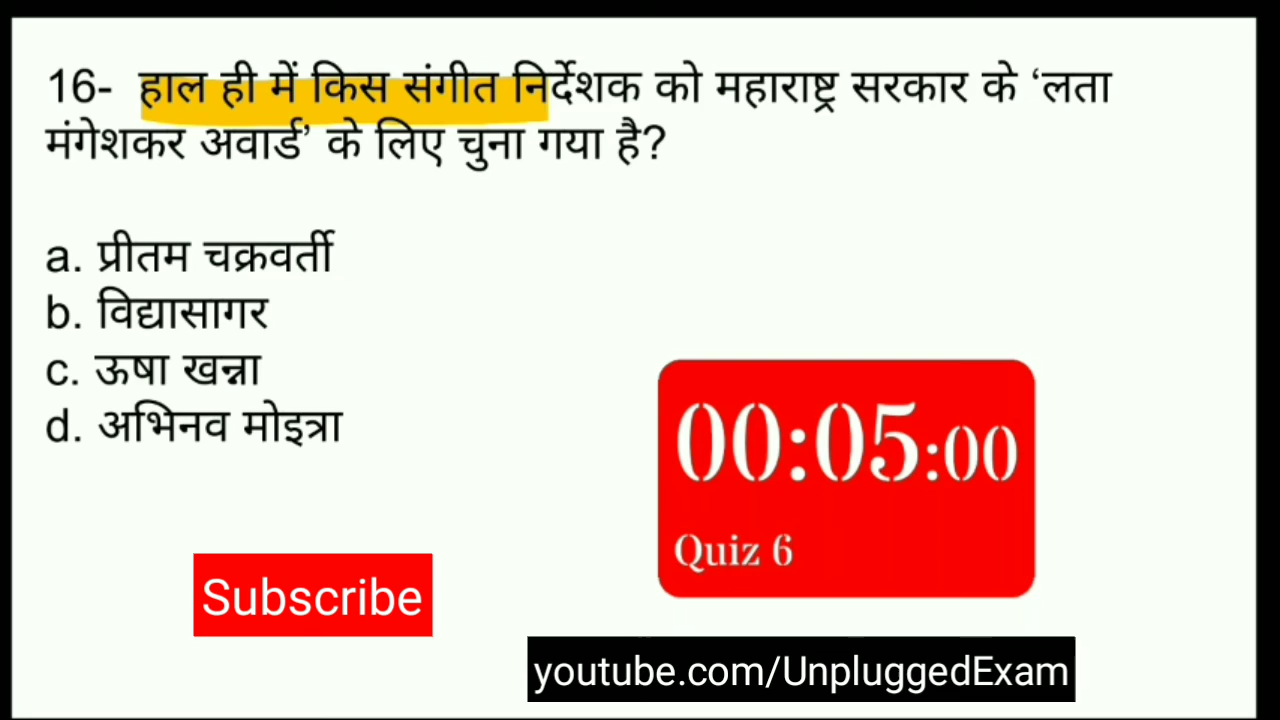 16- हाल ही में किस संगीत निर्देशक को महाराष्ट्र सरकार के ‘लता
मंगेशकर अवार्ड’ के लिए चुना गया है?
a. प्रीतम चक्रवर्ती
b. विद्यासागर
c. ऊषा खन्ना
d. अभिनव मोइत्रा
00:05:00
Quiz 6
Subscribe
youtube.com/UnpluggedExam